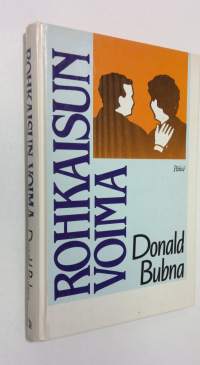 ROHKAISUN
VOIMA
Päivä
Donald
Bubna
ROHKAISUN VOIMA